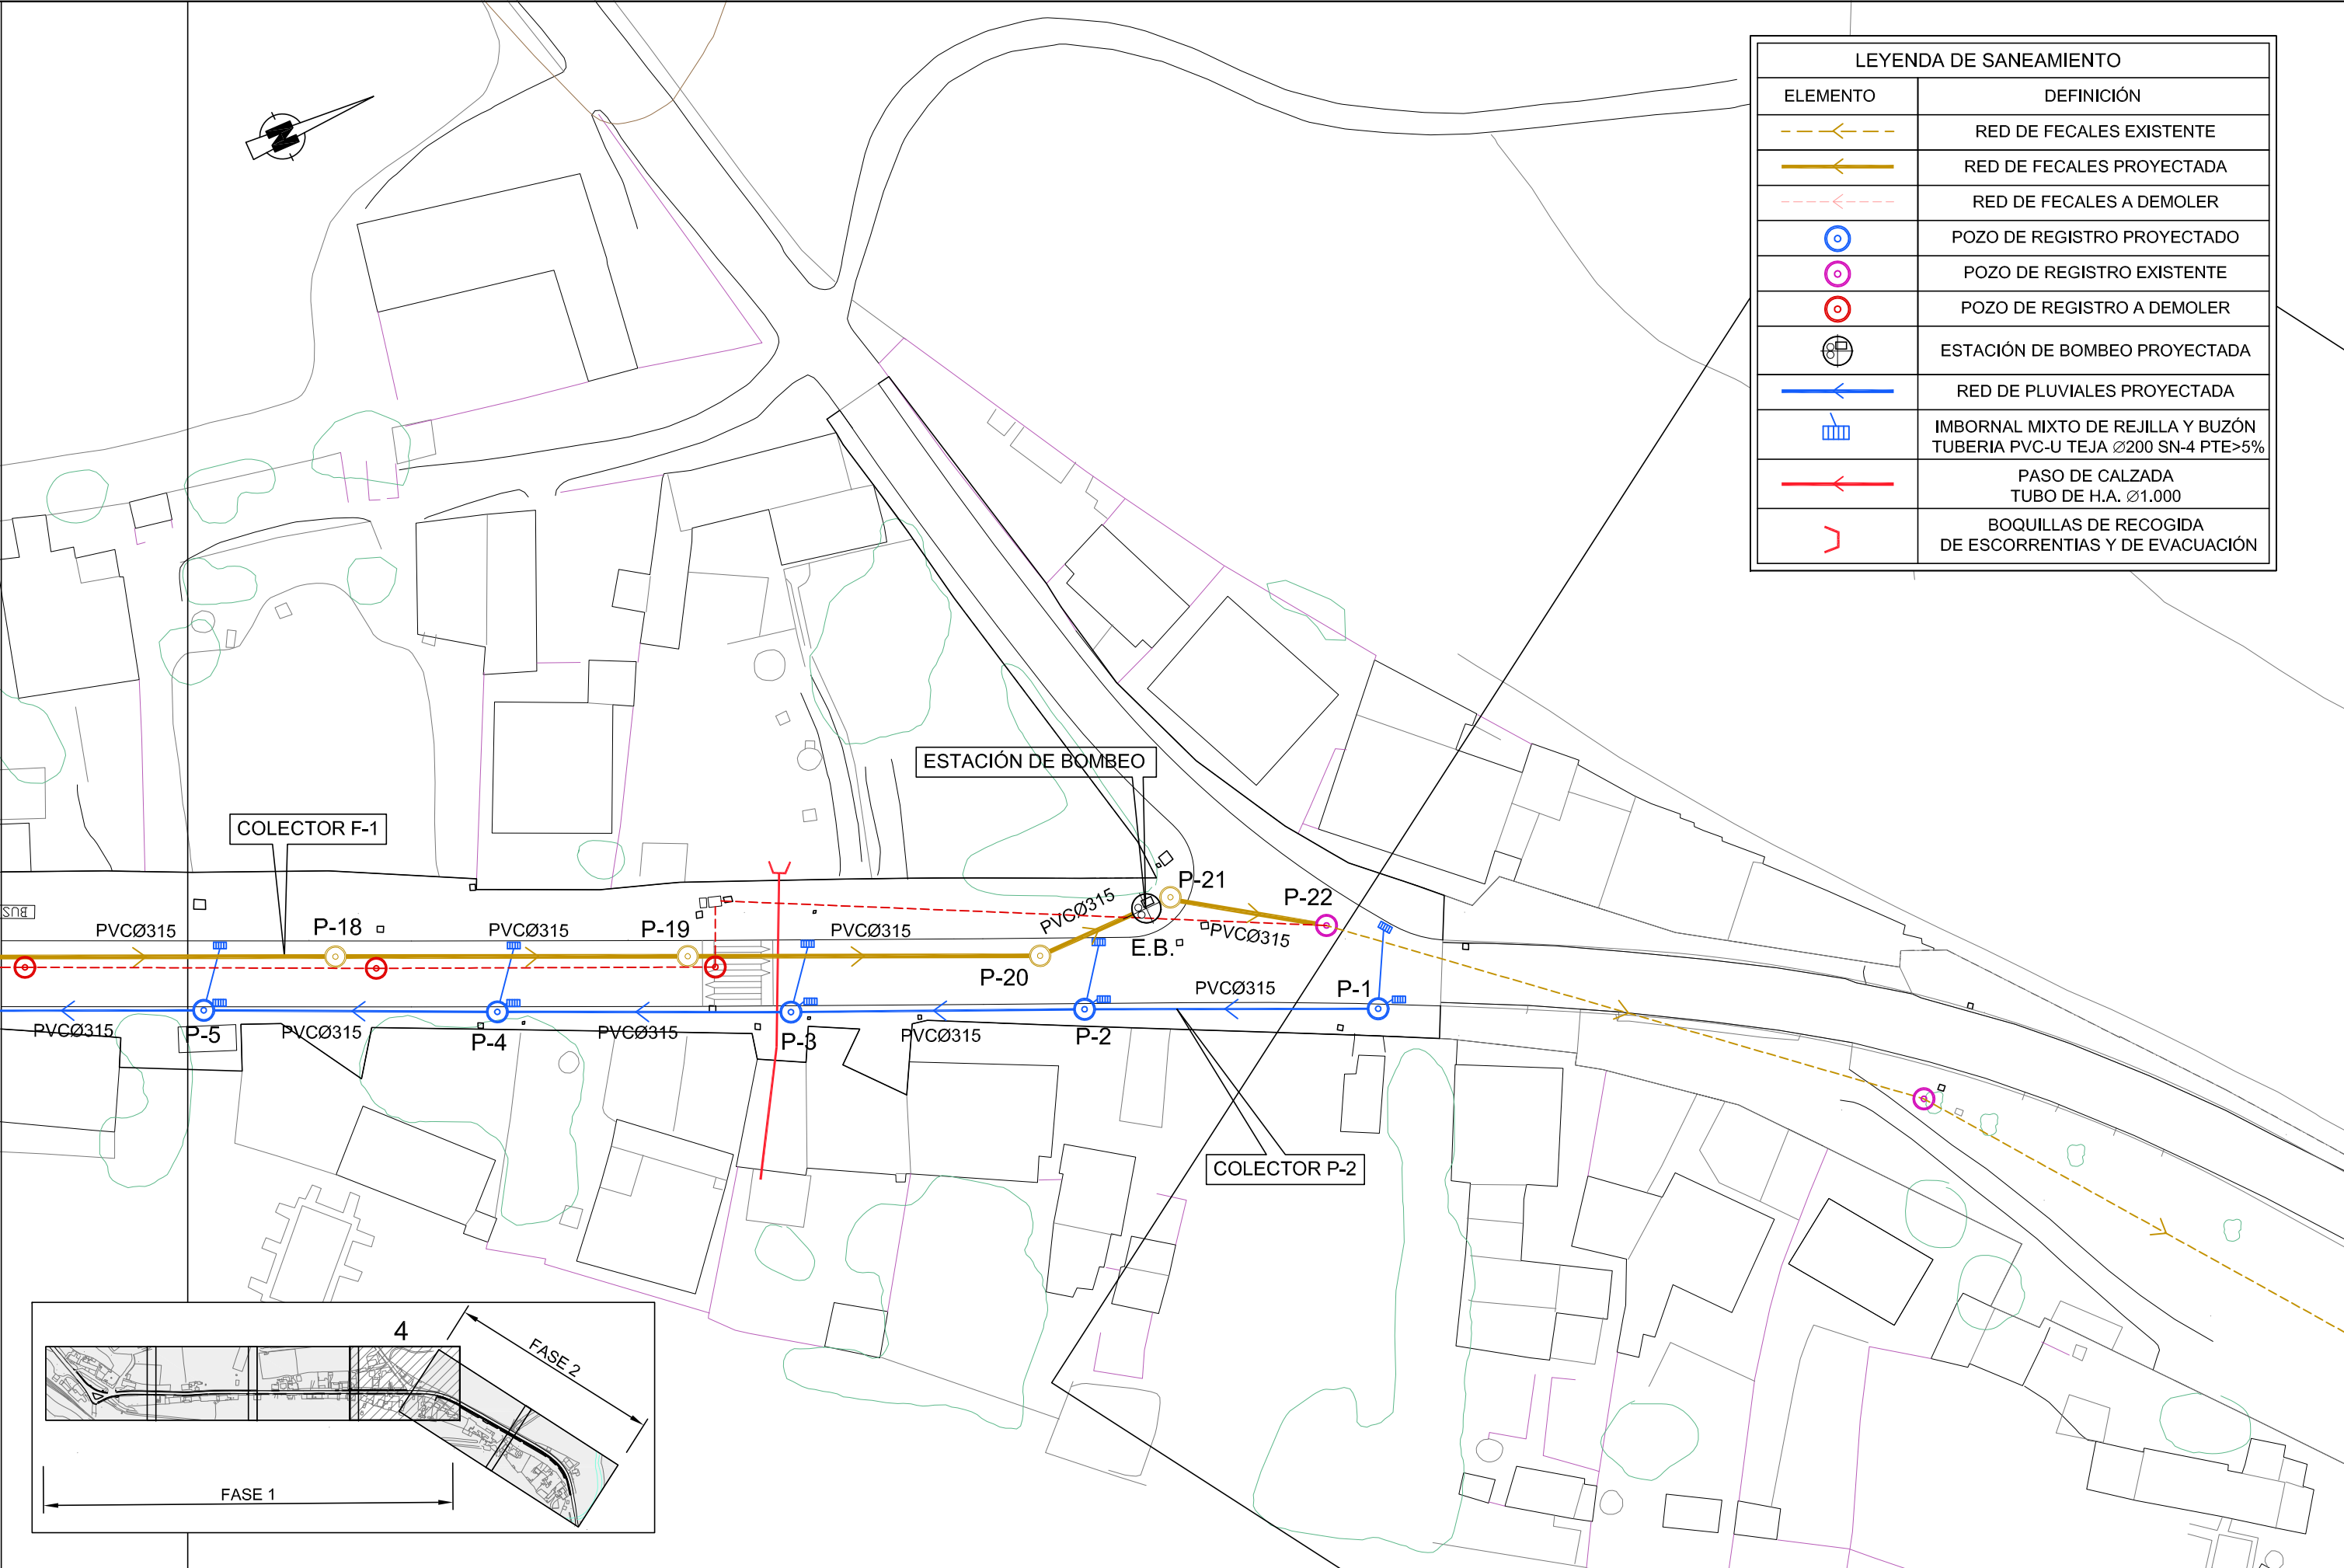 LEYENDA DE SANEAMIENTO
ELEMENTO
DEFINICIÓN
RED DE FECALES EXISTENTE
RED DE FECALES PROYECTADA
RED DE FECALES A DEMOLER
POZO DE REGISTRO PROYECTADO
POZO DE REGISTRO EXISTENTE
POZO DE REGISTRO A DEMOLER
ESTACIÓN DE BOMBEO PROYECTADA
RED DE PLUVIALES PROYECTADA
IMBORNAL MIXTO DE REJILLA Y BUZÓN
TUBERIA PVC-U TEJA Ø200 SN-4 PTE>5%
PASO DE CALZADA
TUBO DE H.A. Ø1.000
BOQUILLAS DE RECOGIDA
DE ESCORRENTIAS Y DE EVACUACIÓN
N
ESTACIÓN DE BOMBEO
COLECTOR F-1
BUS
PVCØ315
P-18
PVCØ315
P-19
PVCØ315
P-20
PVCØ315
E.B.
P-21
PVCØ315
P-22
PVCØ315
P-5
PVCØ315
P-4
PVCØ315
P-3
PVCØ315
P-2
PVCØ315
P-1
COLECTOR P-2
4
FASE 2
FASE 1